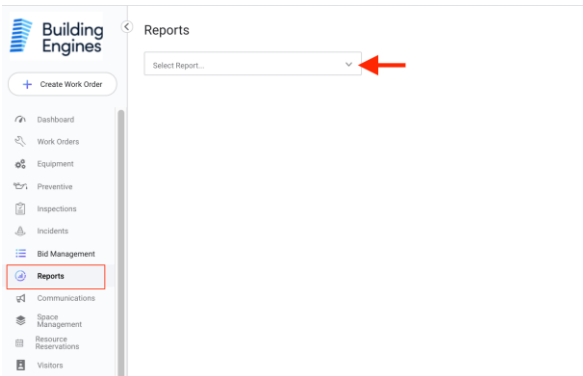 Building
Engines
Create Work Order
Dashboard
Work Orders
Equipment
Preventive
Inspections
Incidents
Bid Management
Reports
Communications
Space
Management
Resource
Reservations
Visitors
Reports
Select Report...